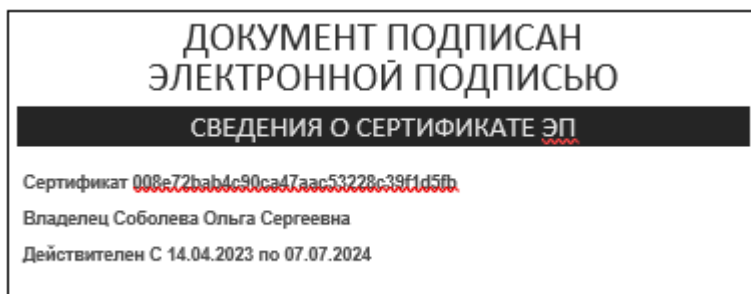 ДОКУМЕНТ ПОДПИСАН
ЭЛЕКТРОННОЙ ПОДПИСЬЮ
СВЕДЕНИЯ О СЕРТИФИКАТЕ ЭП
Сертификат 008e72bab4c90ca47aac53228c39f1d5fb
Владелец Соболева Ольга Сергеевна
Действителен С 14.04.2023 по 07.07.2024